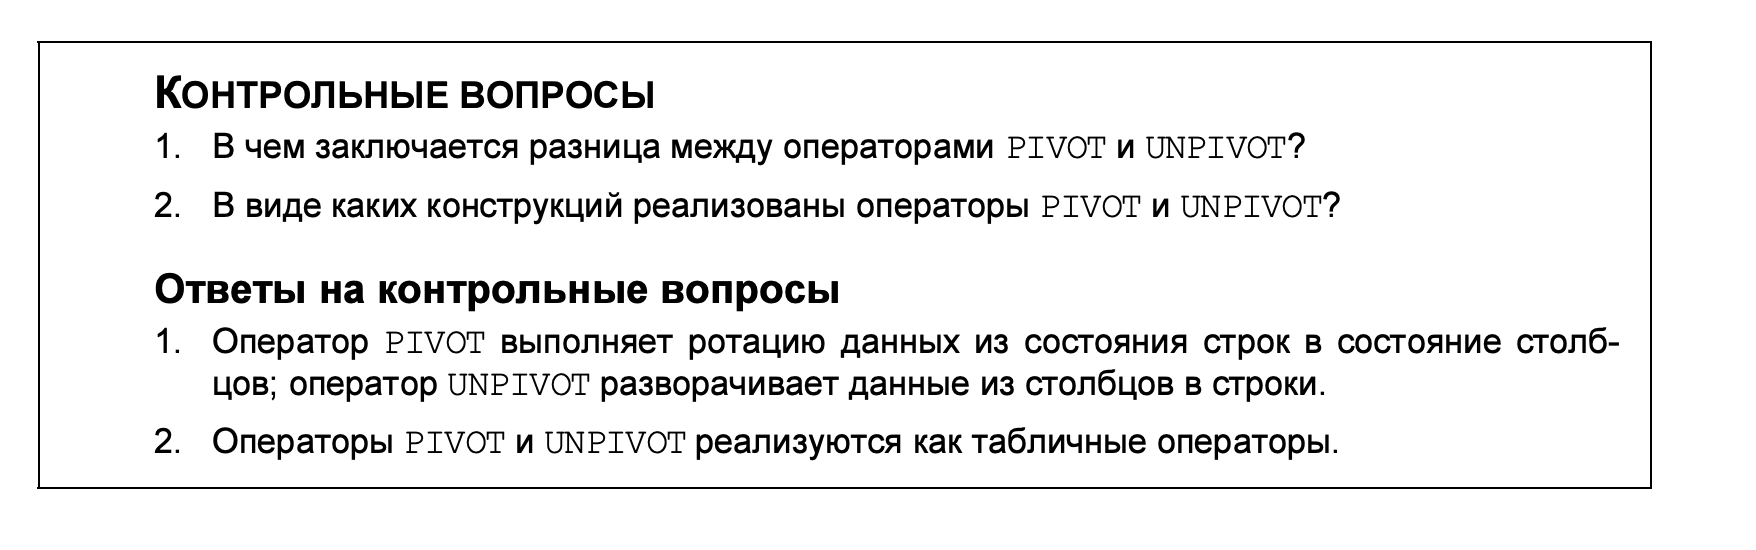 КОНТРОЛЬНЫЕ ВОПРОСЫ
1. В чем заключается разница между операторами PIVOT и UNPIVOT?
2. В виде каких конструкций реализованы операторы PIVOT и UNPIVOT?
Ответы на контрольные вопросы
1. Оператор PIVOT выполняет ротацию данных из состояния строк в состояние столб-
цов; оператор UNPIVOT разворачивает данные из столбцов в строки.
2. Операторы PIVOT и UNPIVOT реализуются как табличные операторы.